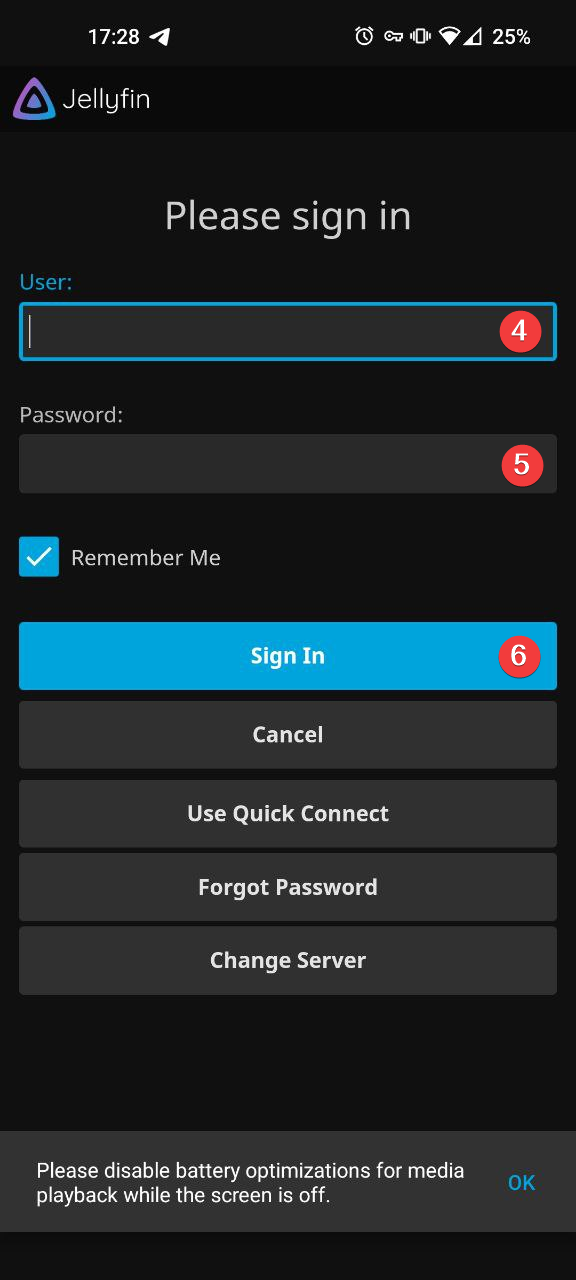 17:28 25%
Jellyfin
Please sign in
User:
4
Password:
5
Remember Me
Sign In 6
Cancel
Use Quick Connect
Forgot Password
Change Server
Please disable battery optimizations for media
playback while the screen is off.
OK